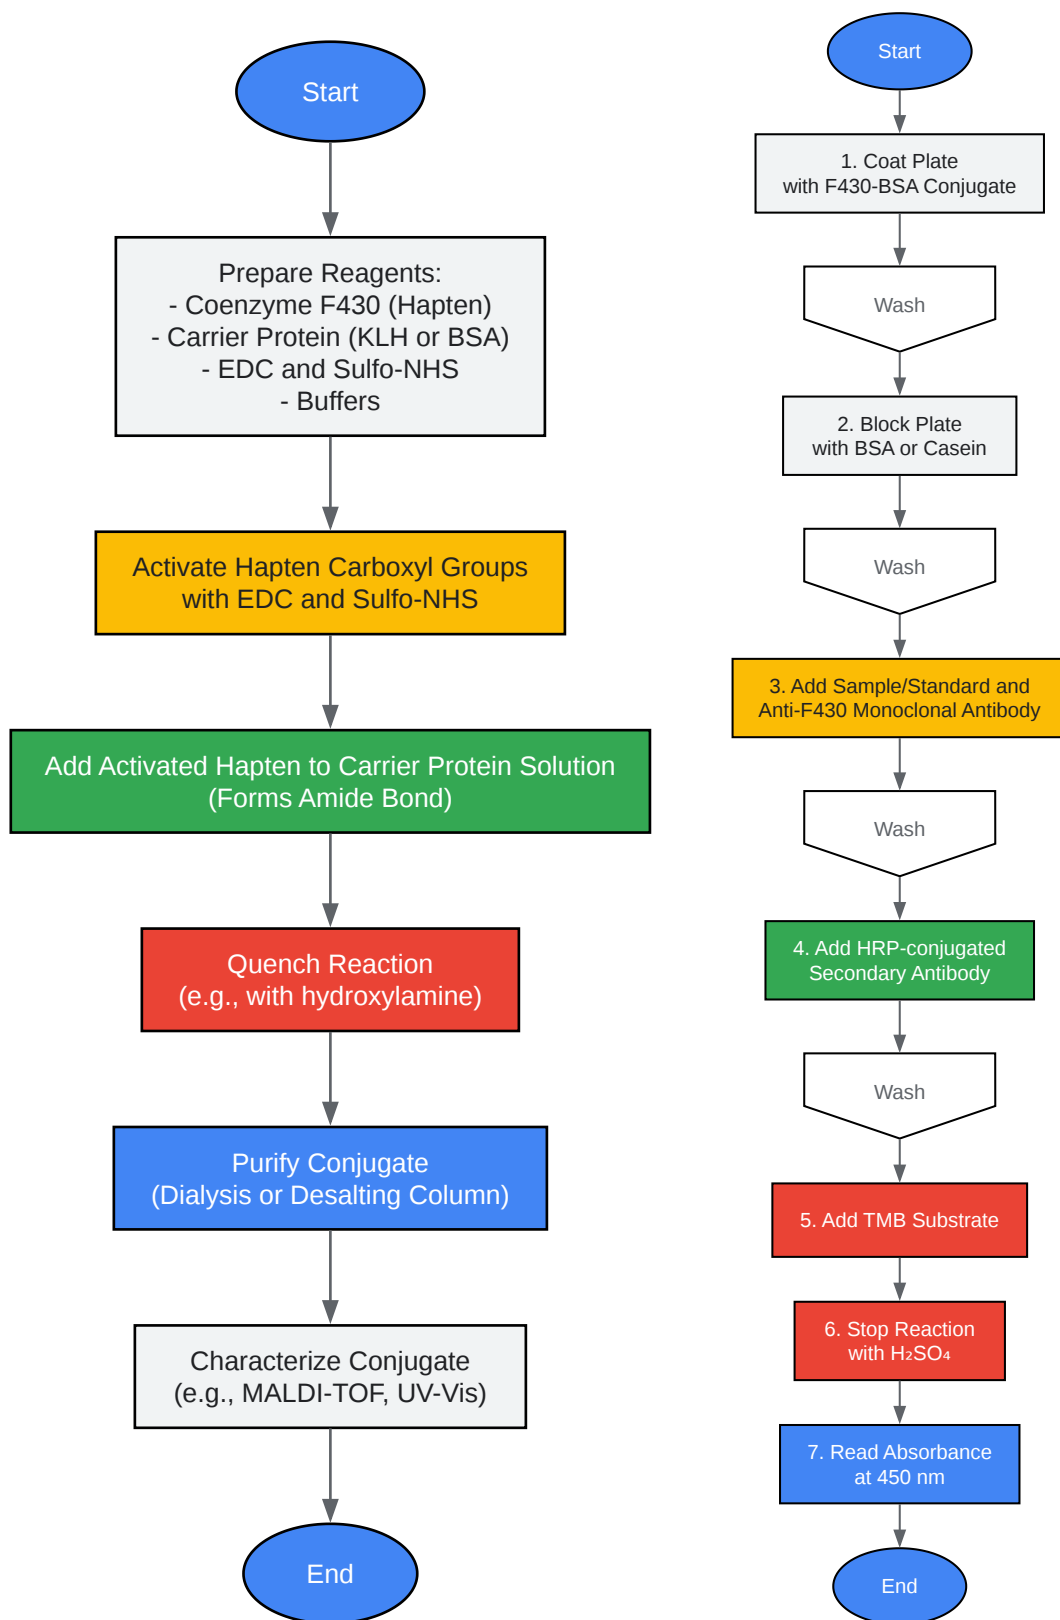 Start
Prepare Reagents:
- Coenzyme F430 (Hapten)
- Carrier Protein (KLH or BSA)
- EDC and Sulfo-NHS
- Buffers
Activate Hapten Carboxyl Groups
with EDC and Sulfo-NHS
Add Activated Hapten to Carrier Protein Solution
(Forms Amide Bond)
Quench Reaction
(e.g., with hydroxylamine)
Purify Conjugate
(Dialysis or Desalting Column)
Characterize Conjugate
(e.g., MALDI-TOF, UV-Vis)
End
Start
1. Coat Plate
with F430-BSA Conjugate
Wash
2. Block Plate
with BSA or Casein
Wash
3. Add Sample/Standard and
Anti-F430 Monoclonal Antibody
Wash
4. Add HRP-conjugated
Secondary Antibody
Wash
5. Add TMB Substrate
6. Stop Reaction
with H₂SO₄
7. Read Absorbance
at 450 nm
End